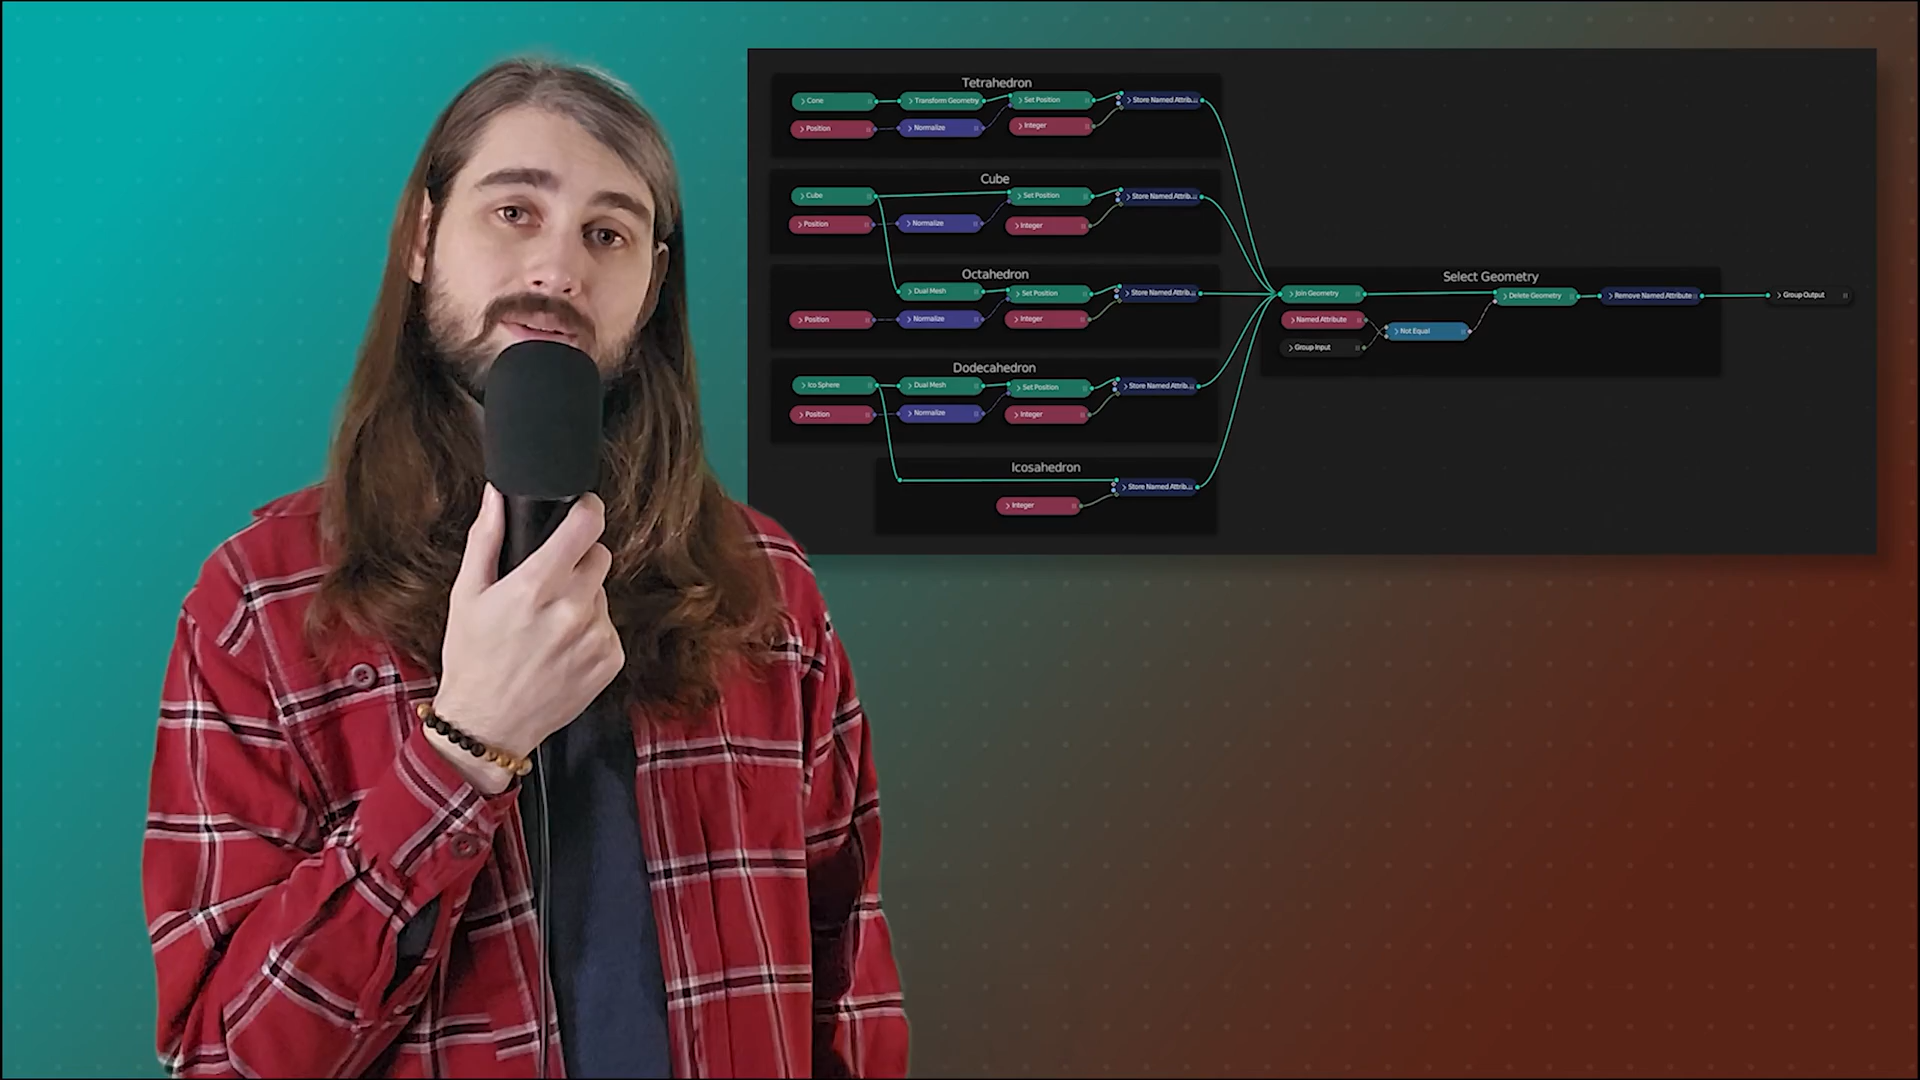 Tetrahedron
Cone
Transform Geometry
Set Position
Store Named Attrib...
Position
Normalize
Integer
Cube
Cube
Set Position
Store Named Attrib...
Position
Normalize
Integer
Octahedron
Dual Mesh
Set Position
Store Named Attrib...
Position
Normalize
Integer
Dodecahedron
Ico Sphere
Dual Mesh
Set Position
Store Named Attrib...
Position
Normalize
Integer
Icosahedron
Store Named Attrib...
Integer
Select Geometry
Join Geometry
Delete Geometry
Remove Named Attribute
Group Output
Named Attribute
Not Equal
Group Input